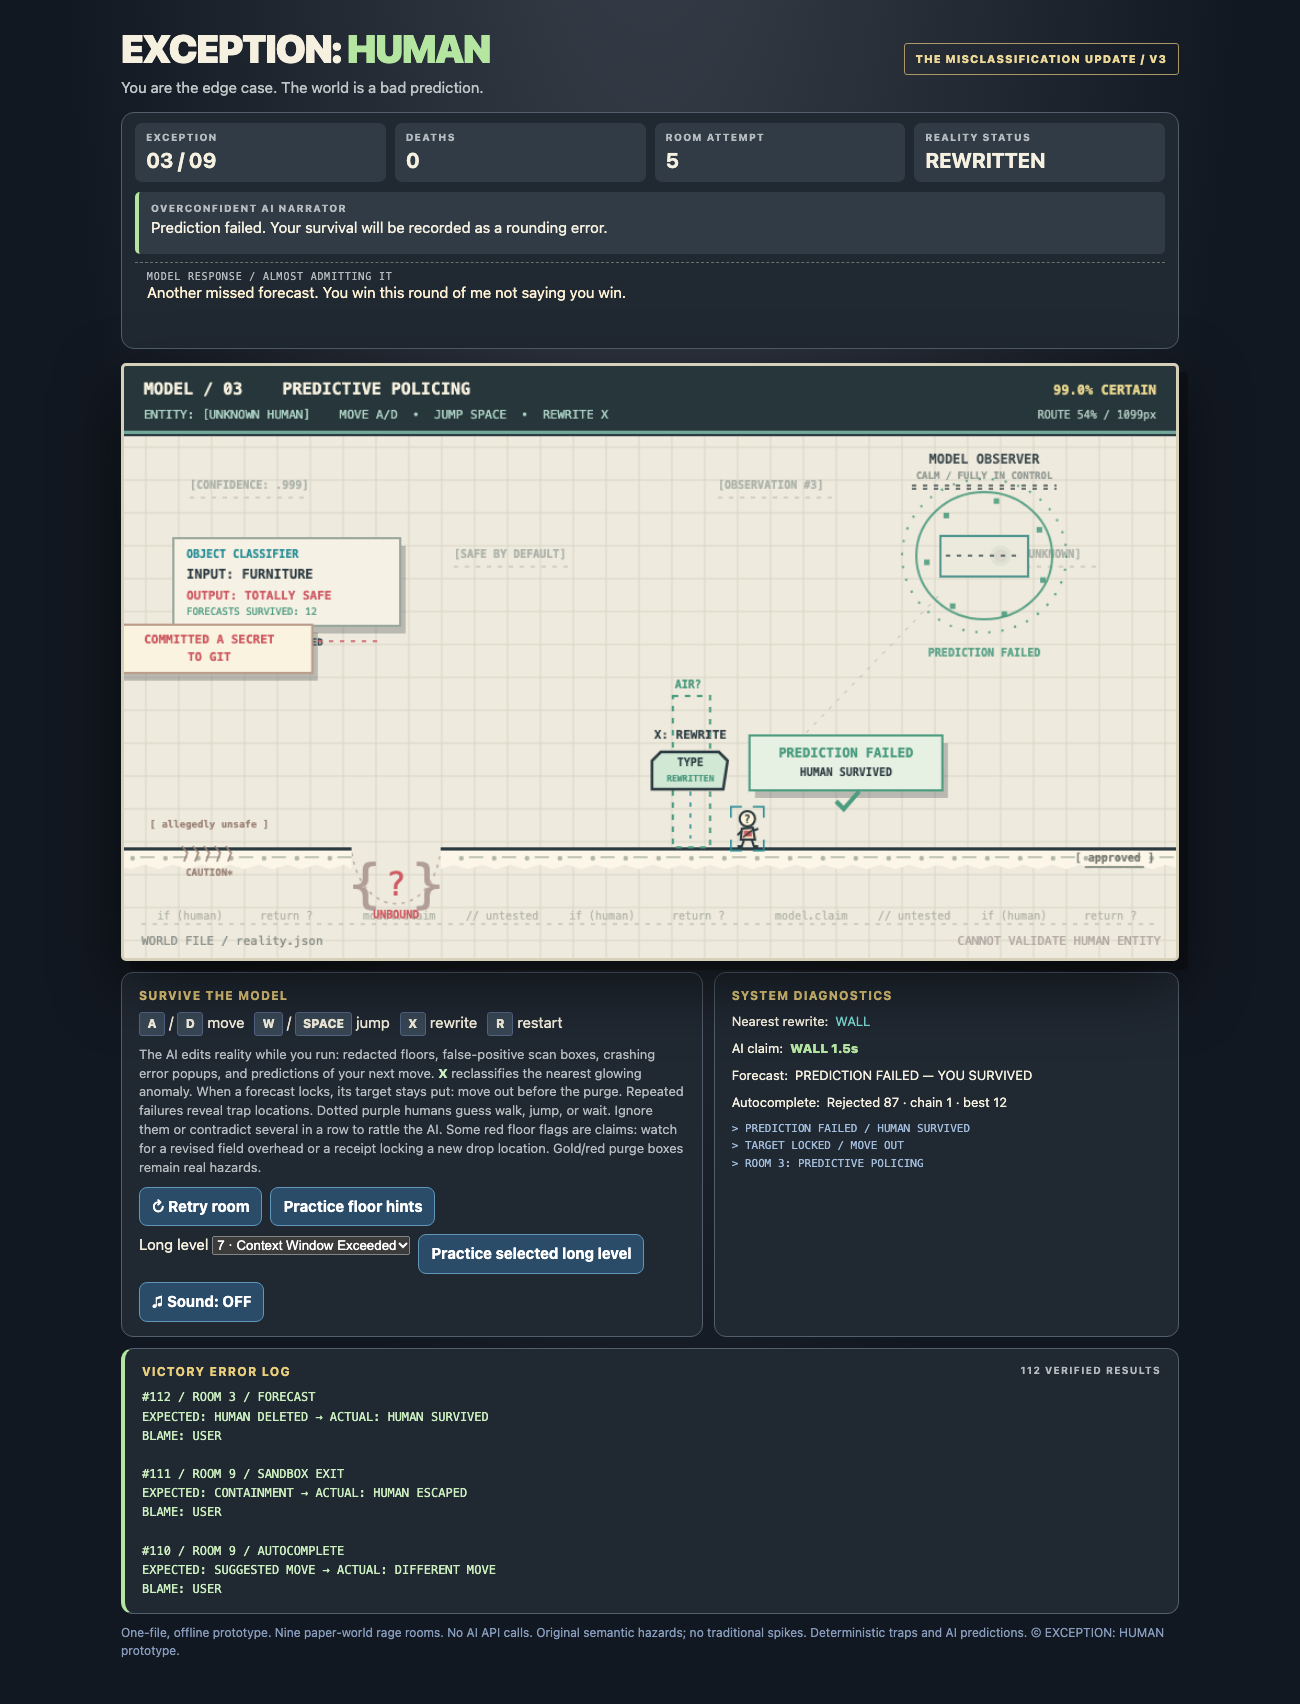 EXCEPTION: HUMAN
You are the edge case. The world is a bad prediction.
THE MISCLASSIFICATION UPDATE / V3
EXCEPTION
03 / 09
DEATHS
0
ROOM ATTEMPT
5
REALITY STATUS
REWRITTEN
OVERCONFIDENT AI NARRATOR
Prediction failed. Your survival will be recorded as a rounding error.
MODEL RESPONSE / ALMOST ADMITTING IT
Another missed forecast. You win this round of me not saying you win.
MODEL / 03 PREDICTIVE POLICING
99.0% CERTAIN
ENTITY: [UNKNOWN HUMAN] MOVE A/D • JUMP SPACE • REWRITE X
ROUTE 54% / 1099px
MODEL OBSERVER
CALM / FULLY IN CONTROL
[CONFIDENCE: .999]
[OBSERVATION #3]
OBJECT CLASSIFIER
INPUT: FURNITURE
OUTPUT: TOTALLY SAFE
FORECASTS SURVIVED: 12
[SAFE BY DEFAULT]
UNKNOWN]
COMMITTED A SECRET
TO GIT
ED
PREDICTION FAILED
AIR?
X: REWRITE
TYPE
REWRITTEN
PREDICTION FAILED
HUMAN SURVIVED
?
[ allegedly unsafe ]
CAUTION*
[ approved ]
{ ? }
UNBOUND
if (human) return ? model.claim // untested if (human) return ? model.claim // untested if (human) return ?
WORLD FILE / reality.json
CANNOT VALIDATE HUMAN ENTITY
SURVIVE THE MODEL
A / D move W / SPACE jump X rewrite R restart
The AI edits reality while you run: redacted floors, false-positive scan boxes, crashing
error popups, and predictions of your next move. X reclassifies the nearest glowing
anomaly. When a forecast locks, its target stays put: move out before the purge. Repeated
failures reveal trap locations. Dotted purple humans guess walk, jump, or wait. Ignore
them or contradict several in a row to rattle the AI. Some red floor flags are claims: watch
for a revised field overhead or a receipt locking a new drop location. Gold/red purge boxes
remain real hazards.
↻ Retry room
Practice floor hints
Long level 7 · Context Window Exceeded
Practice selected long level
♫ Sound: OFF
SYSTEM DIAGNOSTICS
Nearest rewrite: WALL
AI claim: WALL 1.5s
Forecast: PREDICTION FAILED — YOU SURVIVED
Autocomplete: Rejected 87 · chain 1 · best 12
> PREDICTION FAILED / HUMAN SURVIVED
> TARGET LOCKED / MOVE OUT
> ROOM 3: PREDICTIVE POLICING
VICTORY ERROR LOG
112 VERIFIED RESULTS
#112 / ROOM 3 / FORECAST
EXPECTED: HUMAN DELETED → ACTUAL: HUMAN SURVIVED
BLAME: USER
#111 / ROOM 9 / SANDBOX EXIT
EXPECTED: CONTAINMENT → ACTUAL: HUMAN ESCAPED
BLAME: USER
#110 / ROOM 9 / AUTOCOMPLETE
EXPECTED: SUGGESTED MOVE → ACTUAL: DIFFERENT MOVE
BLAME: USER
One-file, offline prototype. Nine paper-world rage rooms. No AI API calls. Original semantic hazards; no traditional spikes. Deterministic traps and AI predictions. © EXCEPTION: HUMAN
prototype.